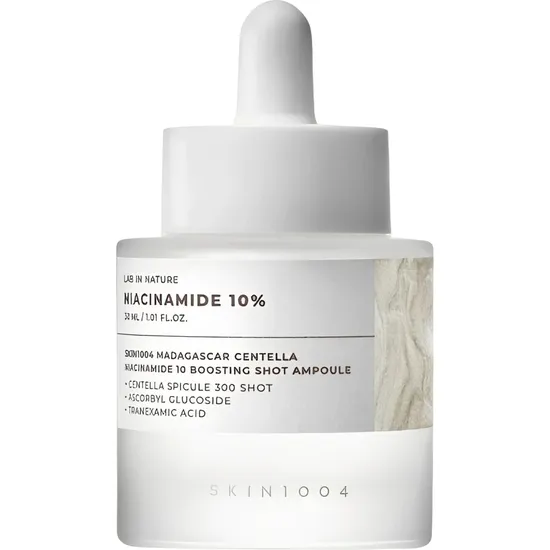 LAB IN NATURE
NIACINAMIDE 10%
30 ML / 1.01 FL.OZ.
SKIN1004 MADAGASCAR CENTELLA
NIACINAMIDE 10 BOOSTING SHOT AMPOULE
• CENTELLA SPICULE 300 SHOT
• ASCORBYL GLUCOSIDE
• TRANEXAMIC ACID
SKIN1004